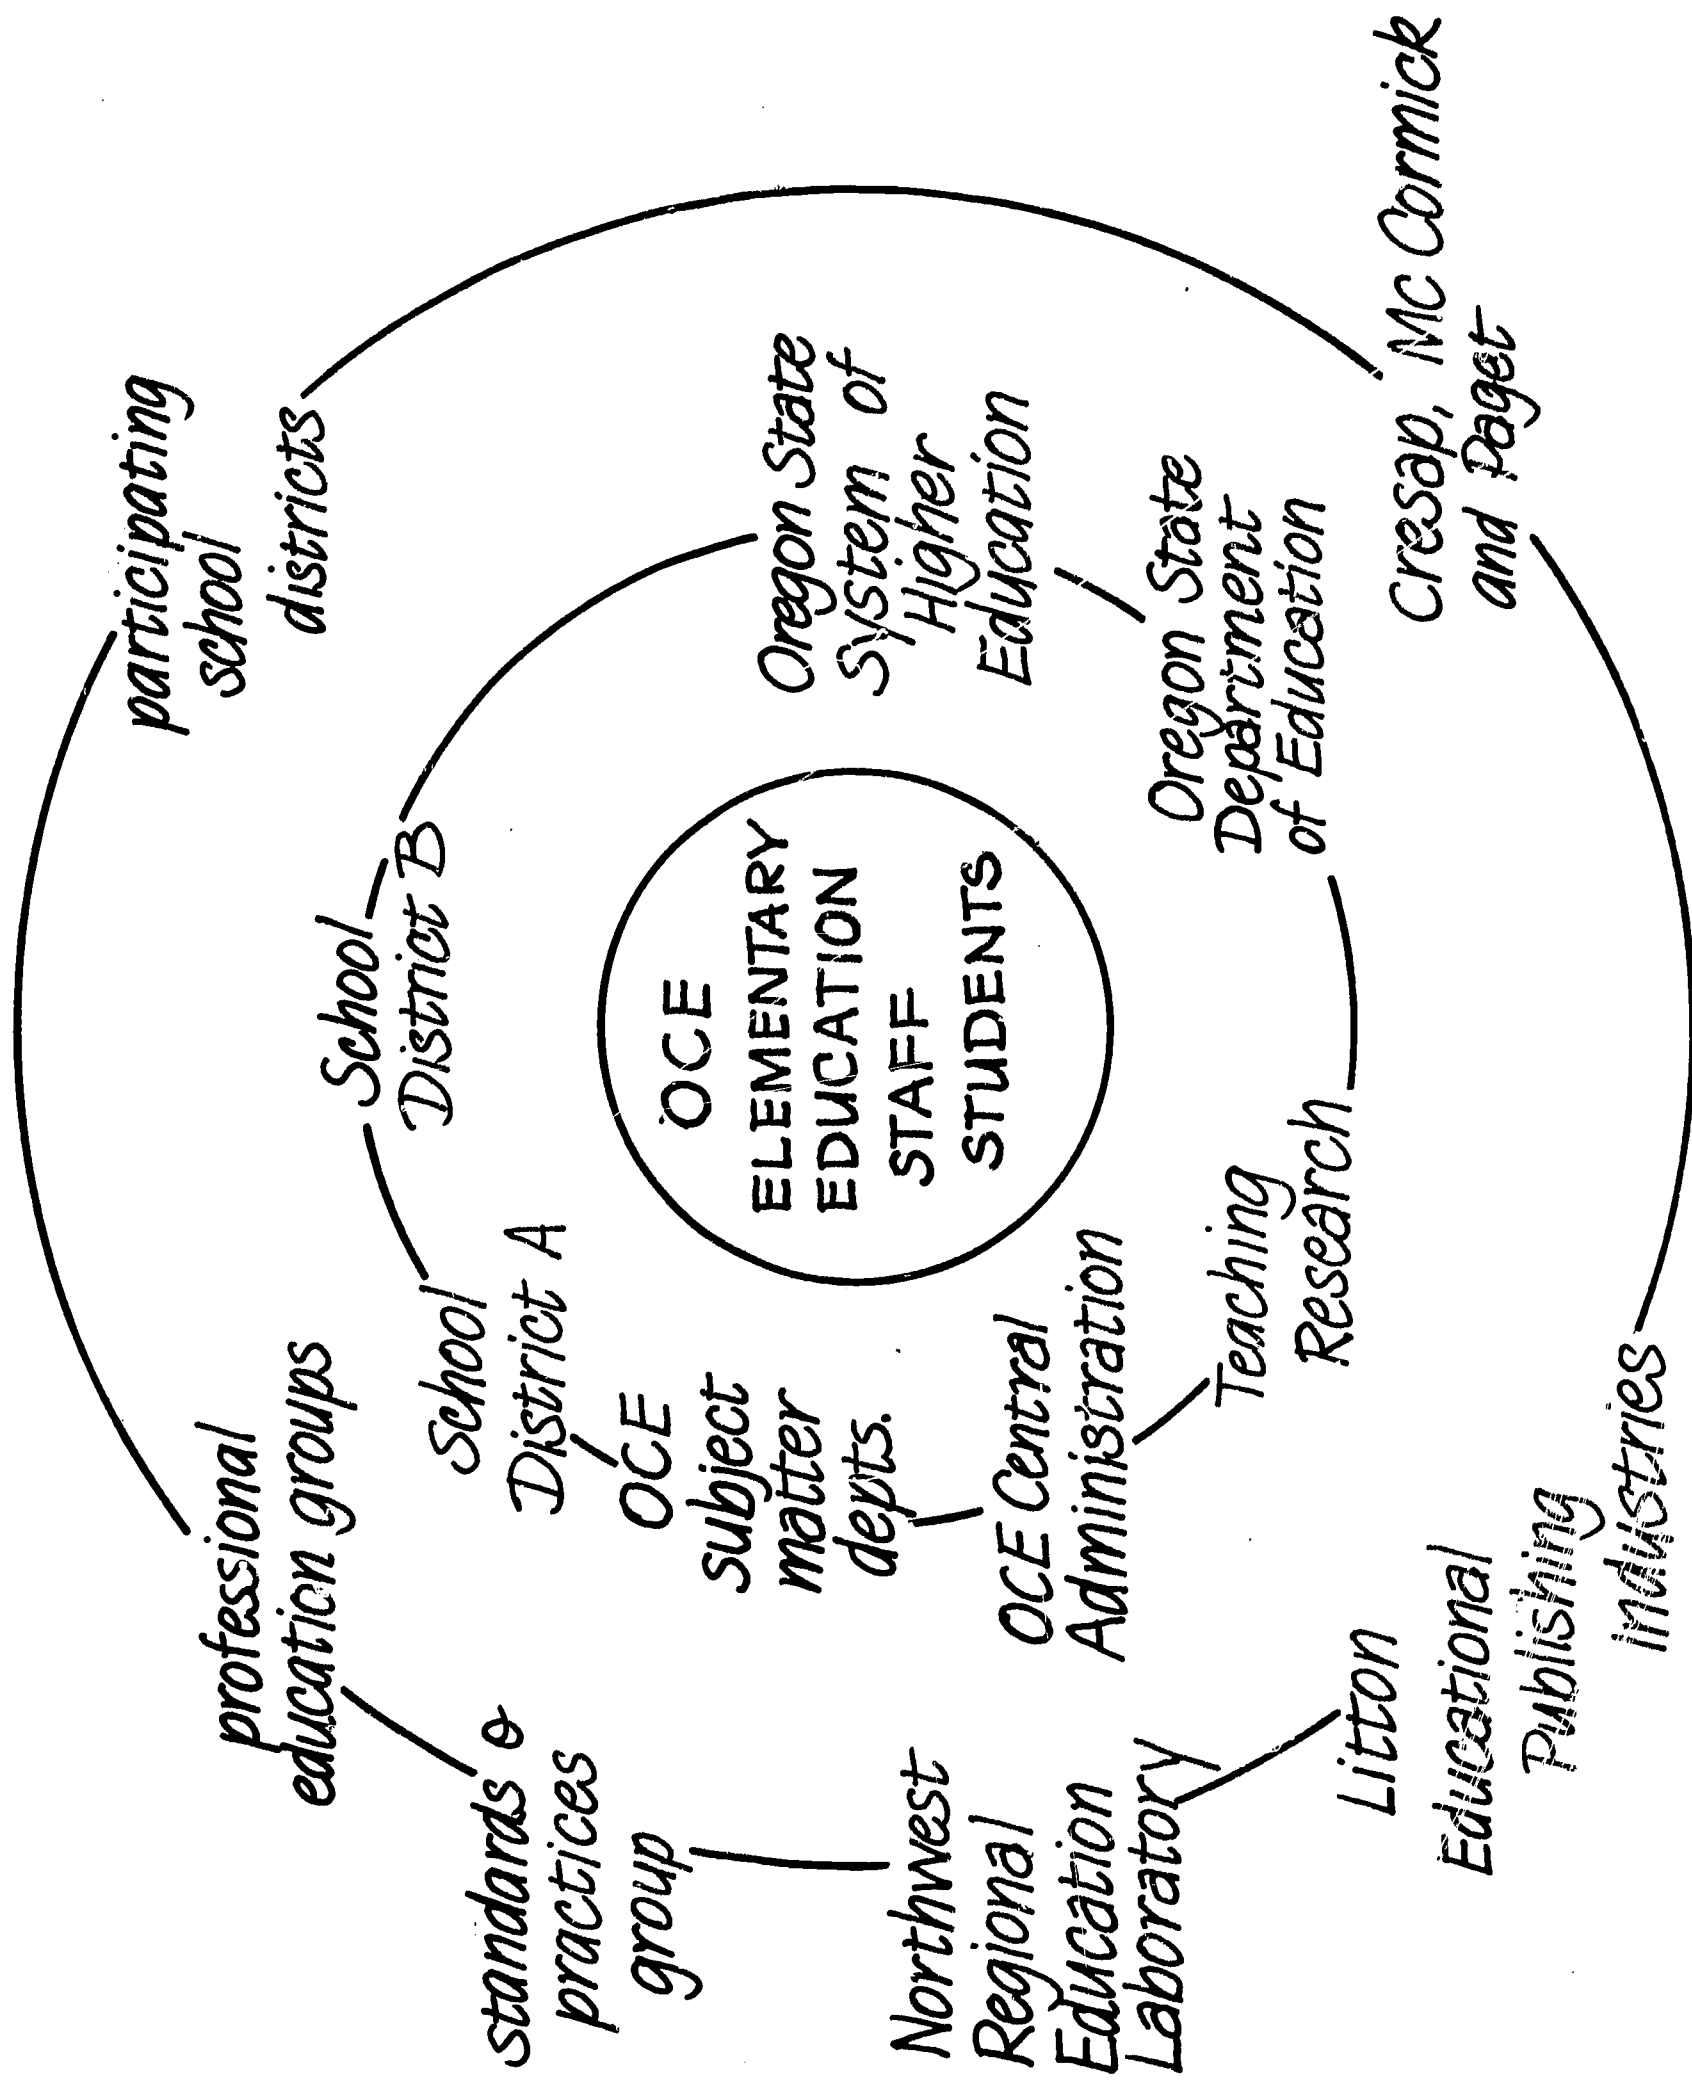 professional
education groups
participating
school
districts
standards &
practices
group
Northwest
Regional
Education
Laboratory
Litton
Educational
Publishing
industries
Cresap, Mc Cormick
and Paget
School
District A
School
District B
Oregon State
System of
Higher
Education
Oregon State
Department
of Education
Teaching
Research
OCE Central
Administration
OCE
subject
matter
depts.
OCE
ELEMENTARY
EDUCATION
STAFF
STUDENTS